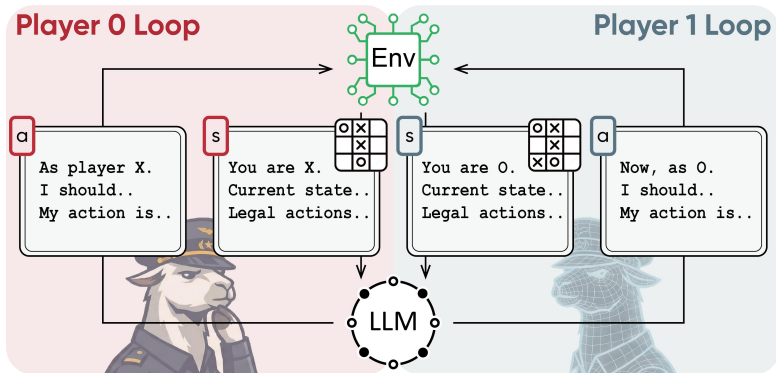 Player 0 Loop
Player 1 Loop
Env
a
As player X.
I should..
My action is..
s
O X
X
O
You are X.
Current state..
Legal actions..
s
O X
X
X O
You are O.
Current state..
Legal actions..
a
Now, as O.
I should..
My action is..
LLM